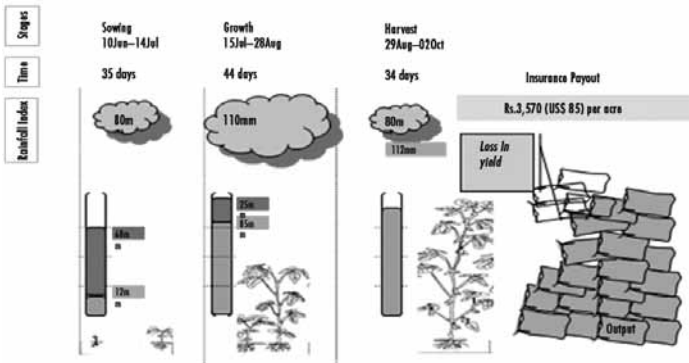 Stages
Sowing
10Jun–14Jul
Growth
15Jul–28Aug
Harvest
29Aug–02Oct
Time
35 days
44 days
34 days
Insurance Payout
Rainfall Index
80m
m
110mm
80m
m
112mm
Rs.3,570 (US$ 85) per acre
Loss in
yield
25m
m
85m
m
68m
m
12m
m
Output